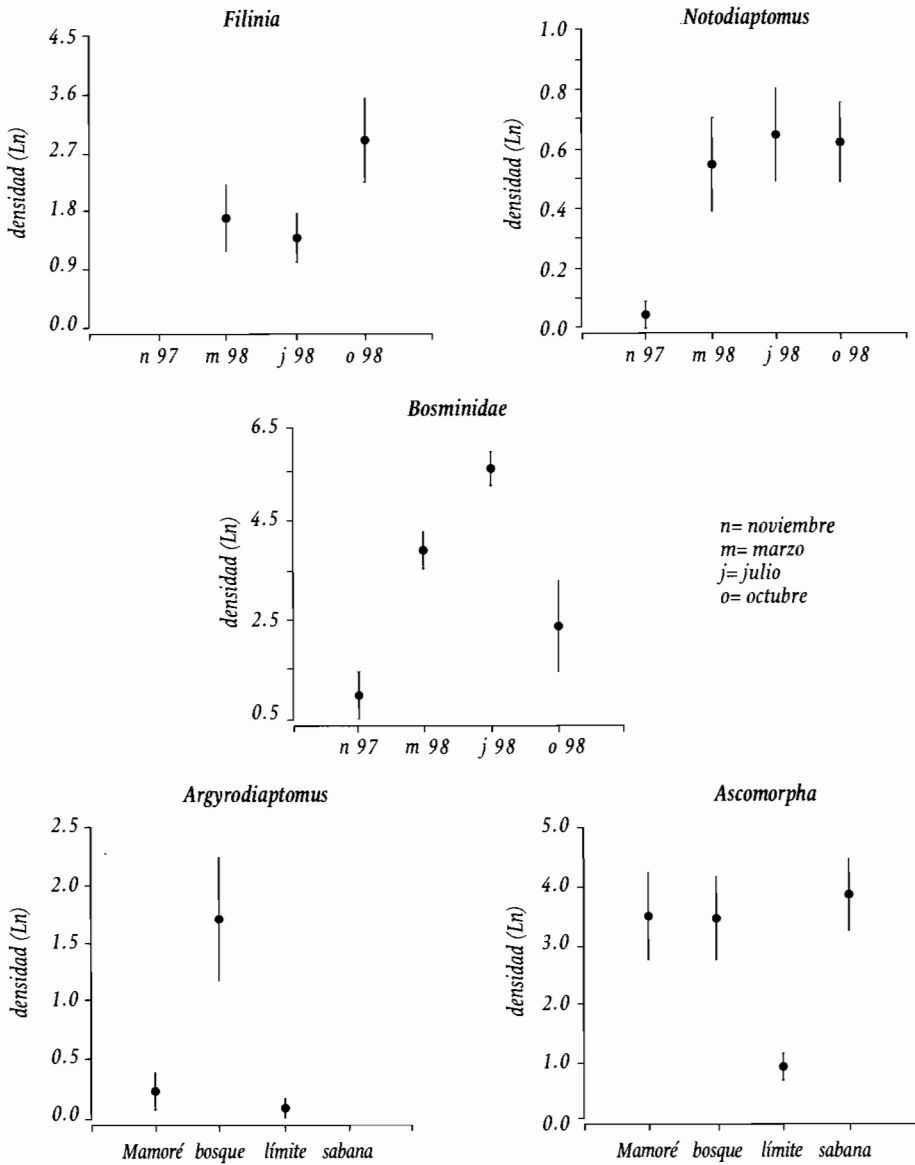 Filinia
densidad (Ln)
4.5
3.6
2.7
1.8
0.9
0.0
n 97 m 98 j 98 o 98
Notodiaptomus
densidad (Ln)
1.0
0.8
0.6
0.4
0.2
0.0
n 97 m 98 j 98 o 98
Bosminidae
densidad (Ln)
6.5
4.5
2.5
0.5
n 97 m 98 j 98 o 98
n= noviembre
m= marzo
j= julio
o= octubre
Argyrodiaptomus
densidad (Ln)
2.5
2.0
1.5
1.0
0.5
0.0
Mamoré bosque límite sabana
Ascomorpha
densidad (Ln)
5.0
4.0
3.0
2.0
1.0
0.0
Mamoré bosque límite sabana